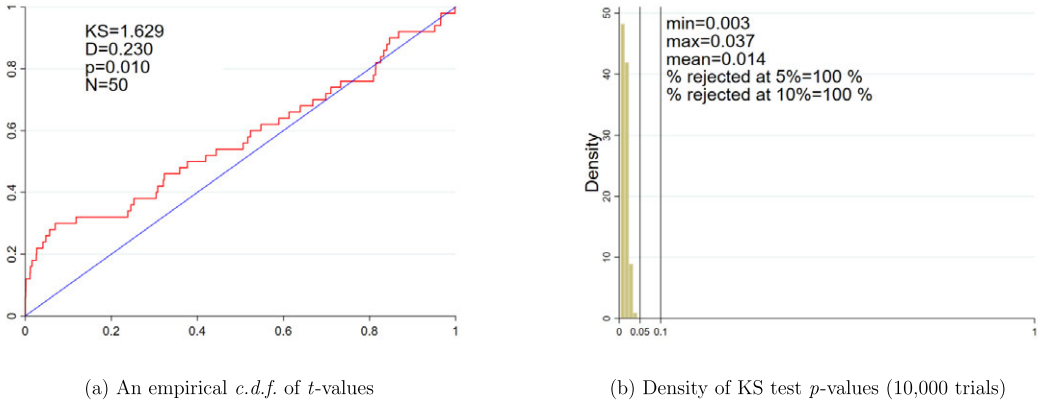 KS=1.629
D=0.230
p=0.010
N=50
1
0.8
0.6
0.4
0.2
0
0 0.2 0.4 0.6 0.8 1
(a) An empirical c.d.f. of t-values
min=0.003
max=0.037
mean=0.014
% rejected at 5%=100 %
% rejected at 10%=100 %
Density
50
40
30
20
10
0
0 0.05 0.1 1
(b) Density of KS test p-values (10,000 trials)